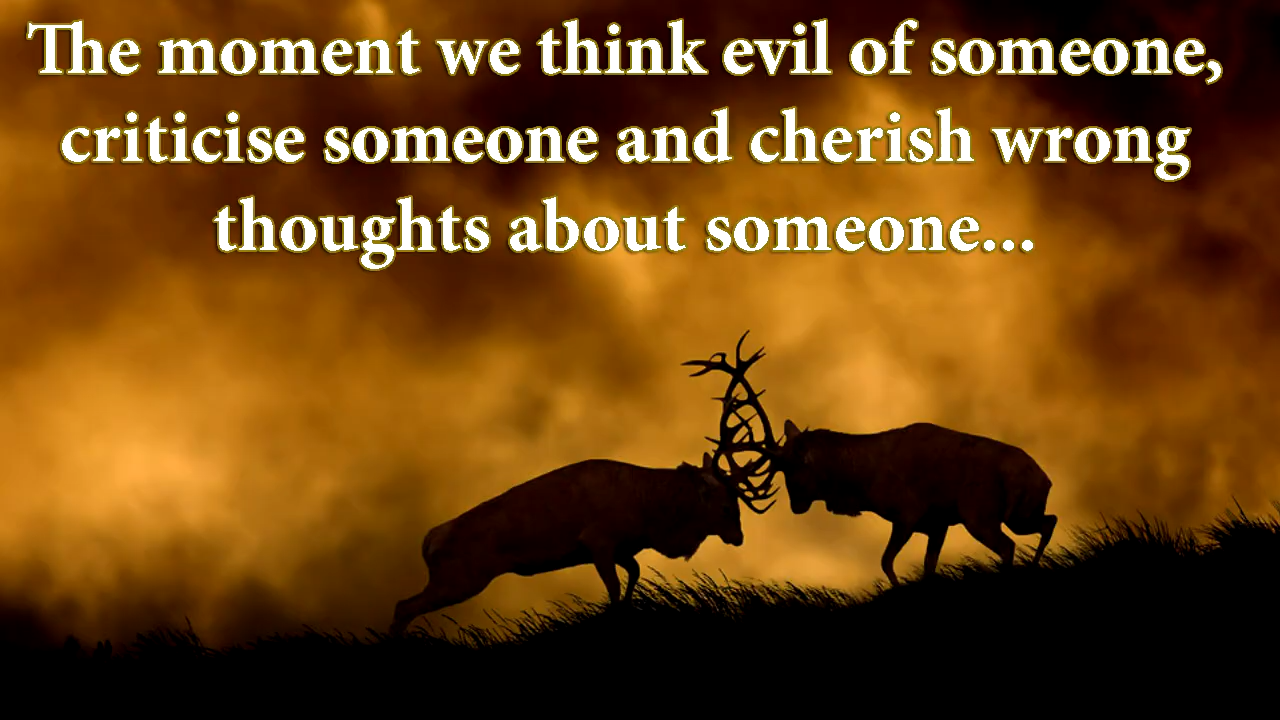 The moment we think evil of someone,
criticise someone and cherish wrong
thoughts about someone...